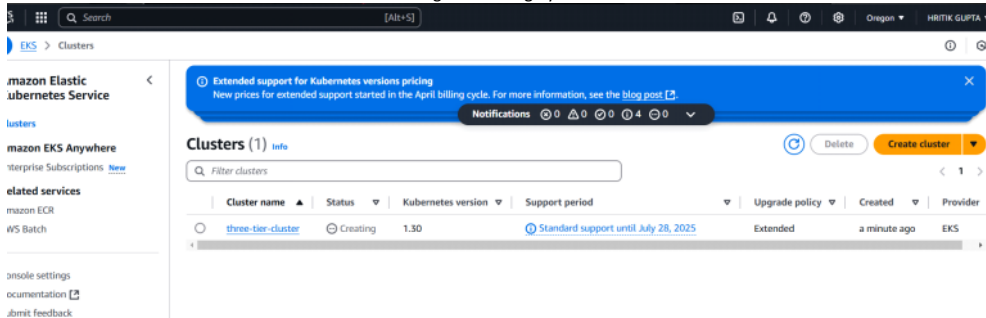 Search [Alt+S] Oregon ▼ HRITIK GUPTA
EKS > Clusters
mazon Elastic
ubernetes Service
lusters
mazon EKS Anywhere
nterprise Subscriptions New
elated services
mazon ECR
WS Batch
onsole settings
ocumentation
ubmit feedback
Extended support for Kubernetes versions pricing
New prices for extended support started in the April billing cycle. For more information, see the blog post.
Notifications 0 0 0 4 0
Clusters (1) Info
Delete
Create cluster
Filter clusters
< 1 >
Cluster name Status Kubernetes version Support period Upgrade policy Created Provider
three-tier-cluster Creating 1.30 Standard support until July 28, 2025 Extended a minute ago EKS